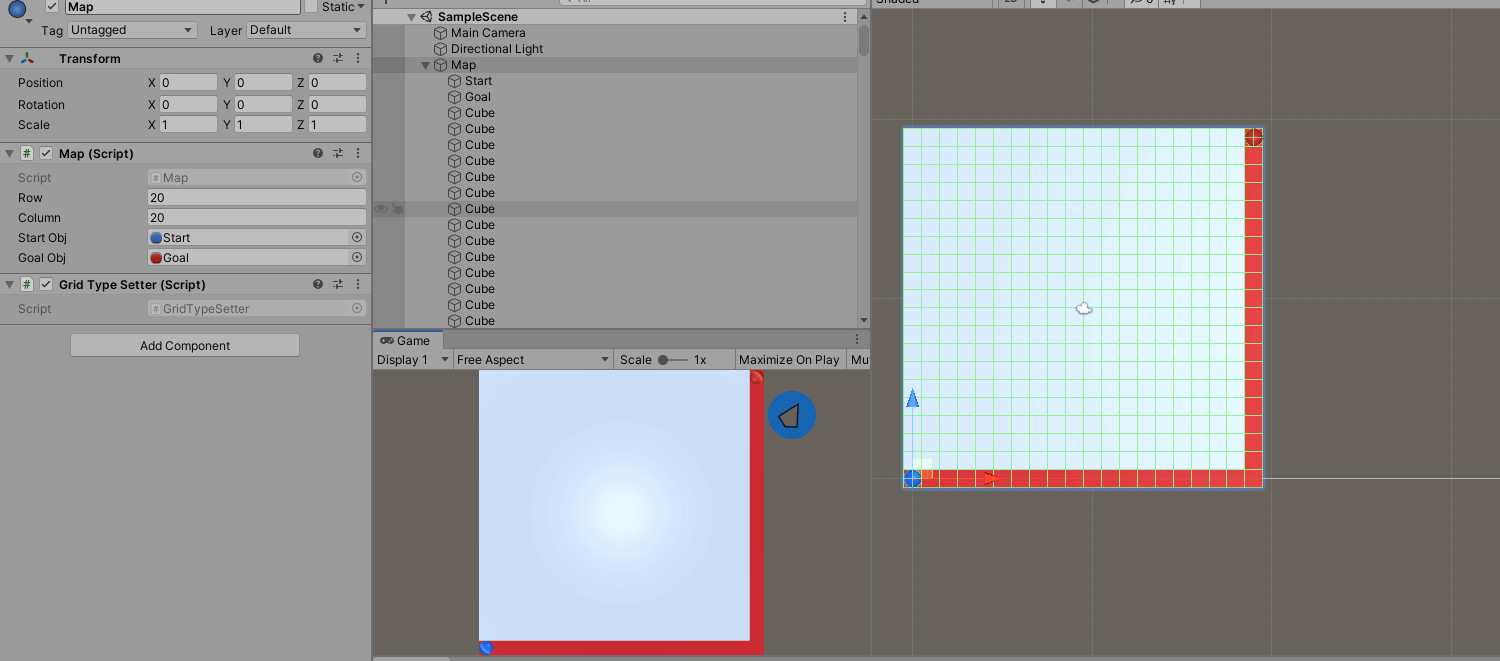 Map
Static
Tag Untagged Layer Default
Transform
Position X 0 Y 0 Z 0
Rotation X 0 Y 0 Z 0
Scale X 1 Y 1 Z 1
# Map (Script)
Script # Map
Row 20
Column 20
Start Obj Start
Goal Obj Goal
# Grid Type Setter (Script)
Script # GridTypeSetter
Add Component
SampleScene
Main Camera
Directional Light
Map
Start
Goal
Cube
Cube
Cube
Cube
Cube
Cube
Cube
Cube
Cube
Cube
Cube
Cube
Cube
Cube
Game
Display 1 Free Aspect Scale 1x Maximize On Play Mu